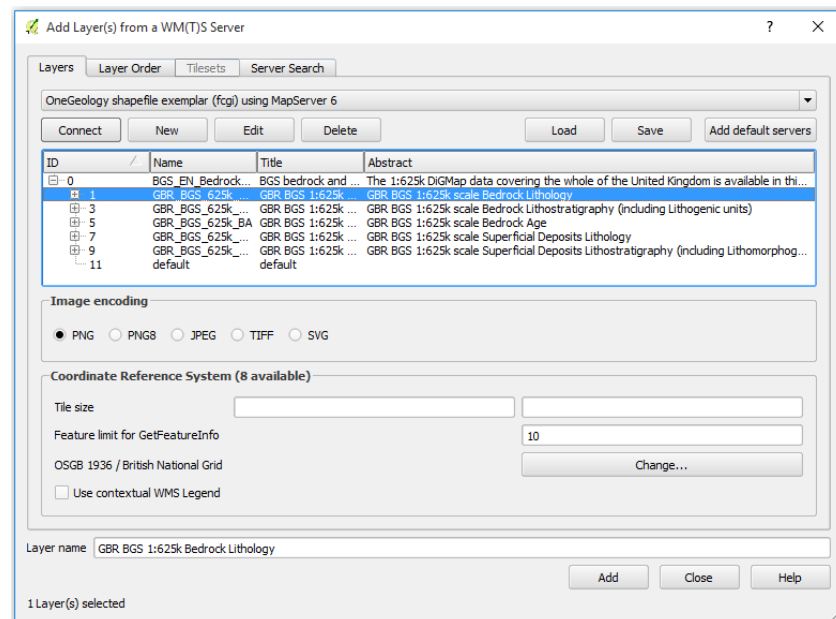 Add Layer(s) from a WM(T)S Server
Layers Layer Order Tilesets Server Search
OneGeology shapefile exemplar (fcgi) using MapServer 6
Connect New Edit Delete Load Save Add default servers
ID Name Title Abstract
0 BGS_EN_Bedrock... BGS bedrock and ... The 1:625k DiGMap data covering the whole of the United Kingdom is available in thi...
1 GBR_BGS_625k_... GBR BGS 1:625k ... GBR BGS 1:625k scale Bedrock Lithology
3 GBR_BGS_625k_... GBR BGS 1:625k ... GBR BGS 1:625k scale Bedrock Lithostratigraphy (including Lithogenic units)
5 GBR_BGS_625k_BA GBR BGS 1:625k ... GBR BGS 1:625k scale Bedrock Age
7 GBR_BGS_625k_... GBR BGS 1:625k ... GBR BGS 1:625k scale Superficial Deposits Lithology
9 GBR_BGS_625k_... GBR BGS 1:625k ... GBR BGS 1:625k scale Superficial Deposits Lithostratigraphy (including Lithomorphog...
11 default default
Image encoding
PNG PNG8 JPEG TIFF SVG
Coordinate Reference System (8 available)
Tile size
Feature limit for GetFeatureInfo 10
OSGB 1936 / British National Grid Change...
Use contextual WMS Legend
Layer name GBR BGS 1:625k Bedrock Lithology
Add Close Help
1 Layer(s) selected